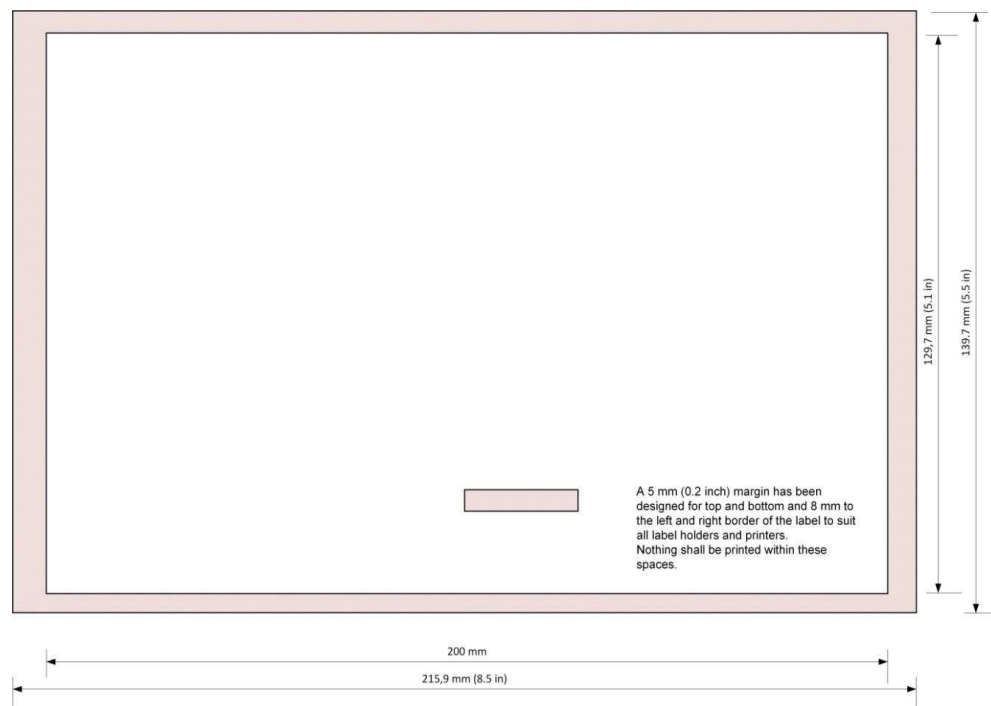 129,7 mm (5.1 in)
139.7 mm (5.5 in)
A 5 mm (0.2 inch) margin has been
designed for top and bottom and 8 mm to
the left and right border of the label to suit
all label holders and printers.
Nothing shall be printed within these
spaces.
200 mm
215,9 mm (8.5 in)